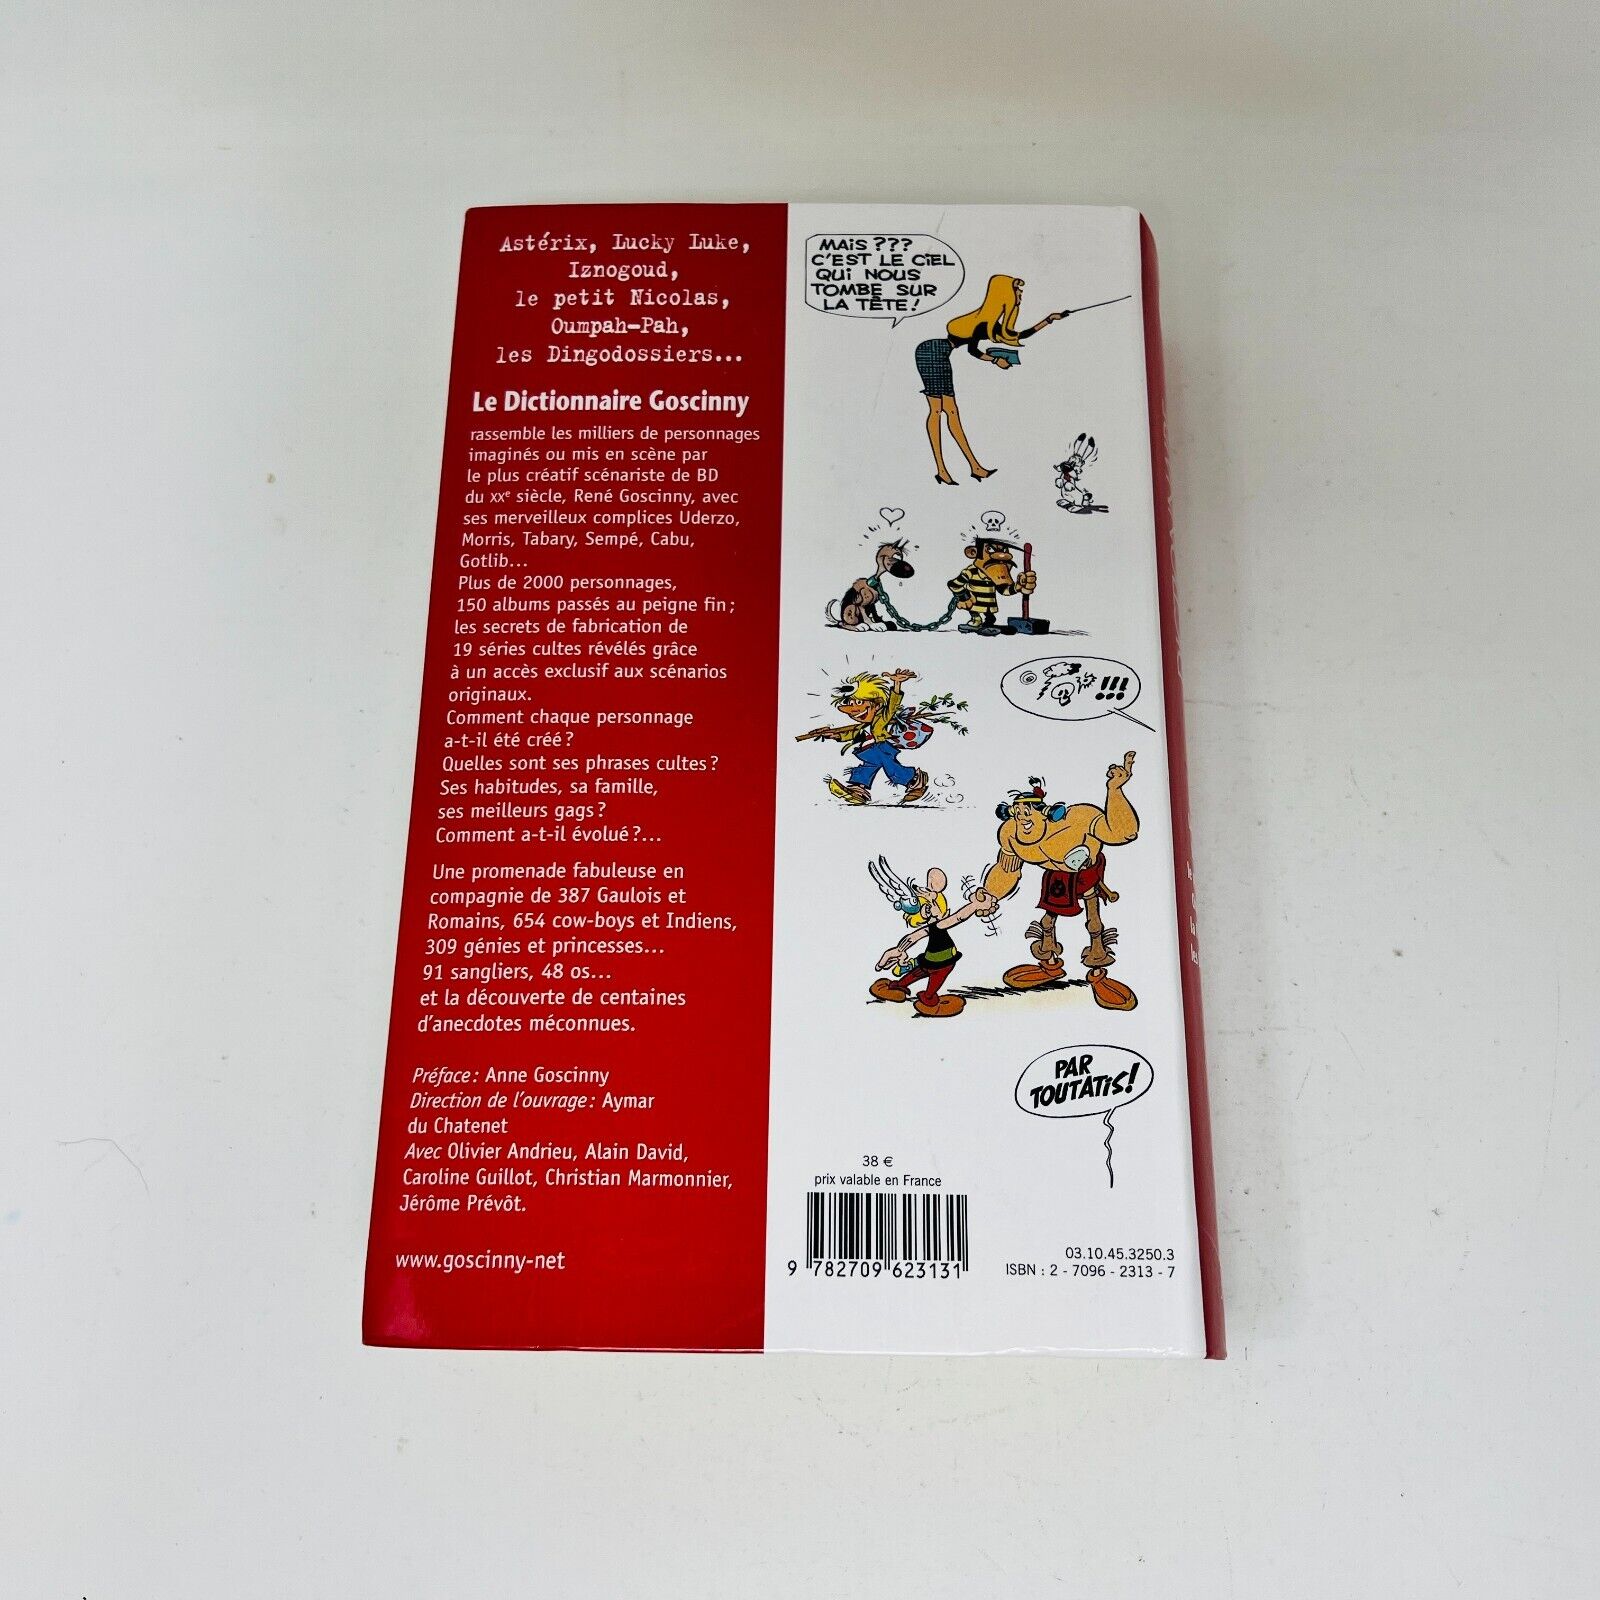 Astérix, Lucky Luke,
Iznogoud,
le petit Nicolas,
Oumpah-Pah,
les Dingodossiers...
Le Dictionnaire Goscinny
rassemble les milliers de personnages
imaginés ou mis en scène par
le plus créatif scénariste de BD
du XXe siècle, René Goscinny, avec
ses merveilleux complices Uderzo,
Morris, Tabary, Sempé, Cabu,
Gotlib...
Plus de 2000 personnages,
150 albums passés au peigne fin ;
les secrets de fabrication de
19 séries cultes révélés grâce
à un accès exclusif aux scénarios
originaux.
Comment chaque personnage
a-t-il été créé ?
Quelles sont ses phrases cultes ?
Ses habitudes, sa famille,
ses meilleurs gags ?
Comment a-t-il évolué ?...
Une promenade fabuleuse en
compagnie de 387 Gaulois et
Romains, 654 cow-boys et Indiens,
309 génies et princesses...
91 sangliers, 48 os...
et la découverte de centaines
d'anecdotes méconnues.
Préface : Anne Goscinny
Direction de l'ouvrage : Aymar
du Chatenet
Avec Olivier Andrieu, Alain David,
Caroline Guillot, Christian Marmonnier,
Jérôme Prévôt.
www.goscinny-net
MAIS ???
C'EST LE CIEL
QUI NOUS
TOMBE SUR
LA TÊTE !
!!!
PAR
TOUTATIS!
38 €
prix valable en France
9 782709 623131
03.10.45.3250.3
ISBN : 2 - 7096 - 2313 - 7